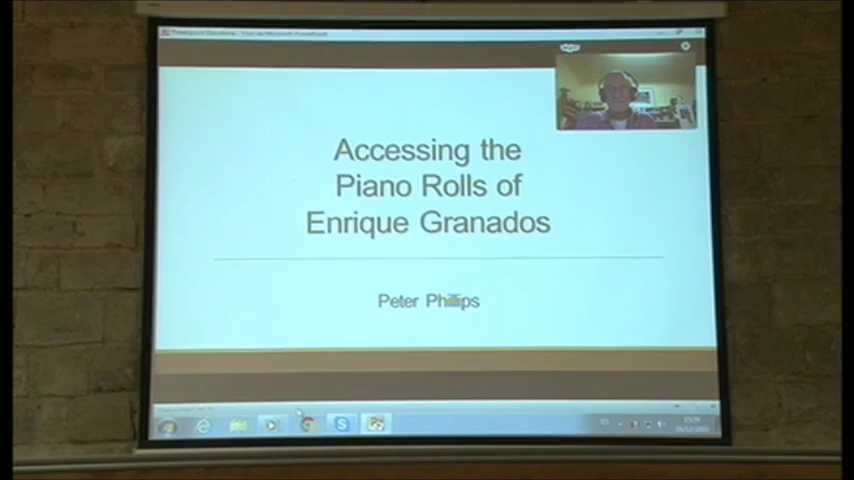 Accessing the
Piano Rolls of
Enrique Granados
Peter Phillips